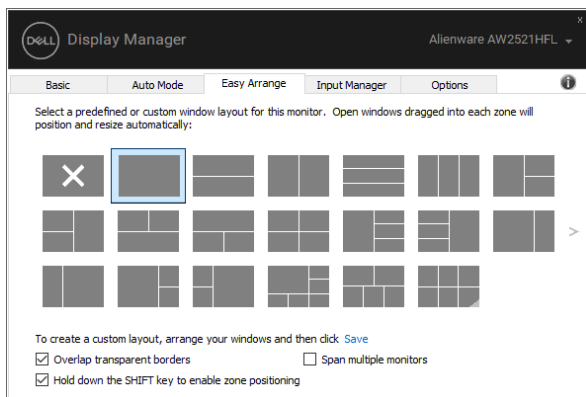 DELL Display Manager
Alienware AW2521HFL
x
Basic
Auto Mode
Easy Arrange
Input Manager
Options
i
Select a predefined or custom window layout for this monitor. Open windows dragged into each zone will
position and resize automatically:
To create a custom layout, arrange your windows and then click Save
Overlap transparent borders
Span multiple monitors
Hold down the SHIFT key to enable zone positioning